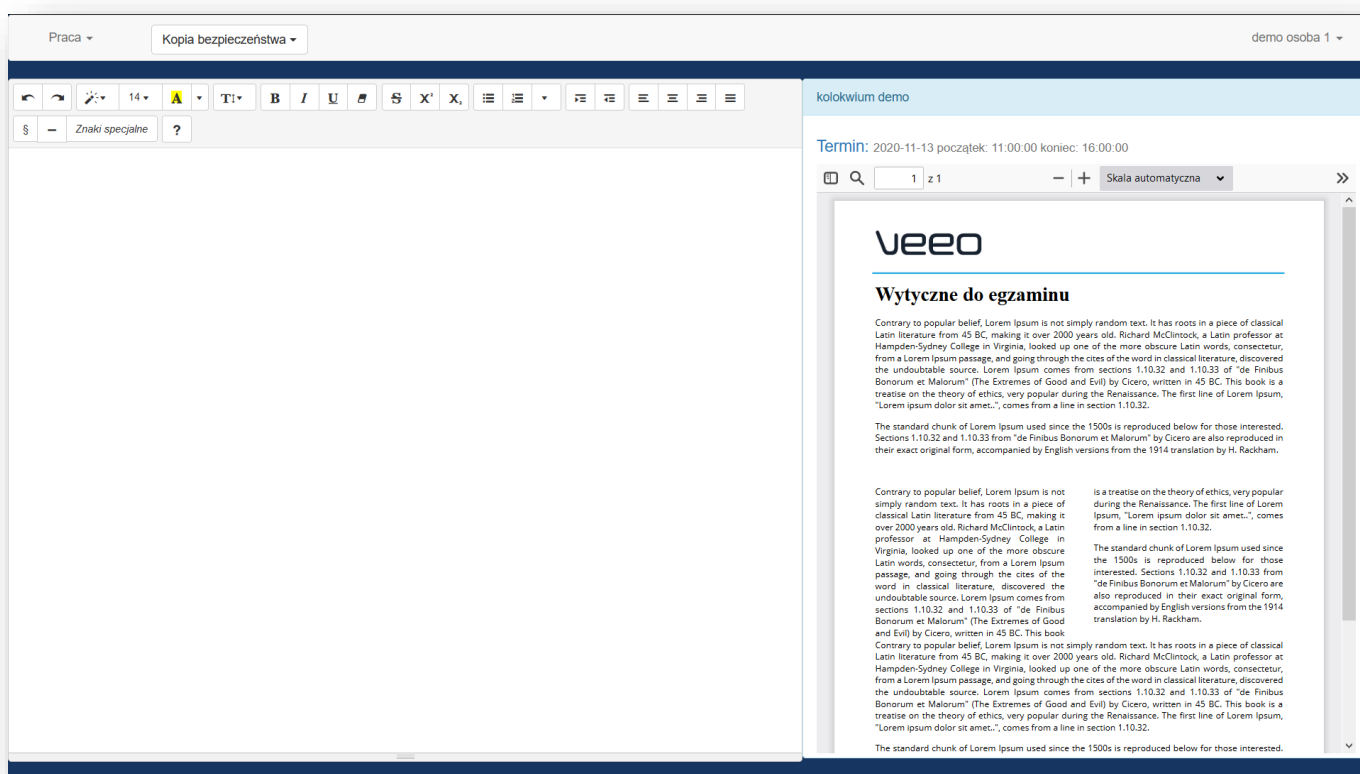 Praca
Kopia bezpieczeństwa
demo osoba 1
14 A T B I U S X² X₂
§ — Znaki specjalne ?
kolokwium demo
Termin: 2020-11-13 początek: 11:00:00 koniec: 16:00:00
1 z 1 Skala automatyczna
veeo
Wytyczne do egzaminu
Contrary to popular belief, Lorem Ipsum is not simply random text. It has roots in a piece of classical
Latin literature from 45 BC, making it over 2000 years old. Richard McClintock, a Latin professor at
Hampden-Sydney College in Virginia, looked up one of the more obscure Latin words, consectetur,
from a Lorem Ipsum passage, and going through the cites of the word in classical literature, discovered
the undoubtable source. Lorem Ipsum comes from sections 1.10.32 and 1.10.33 of "de Finibus
Bonorum et Malorum" (The Extremes of Good and Evil) by Cicero, written in 45 BC. This book is a
treatise on the theory of ethics, very popular during the Renaissance. The first line of Lorem Ipsum,
"Lorem ipsum dolor sit amet..", comes from a line in section 1.10.32.
The standard chunk of Lorem Ipsum used since the 1500s is reproduced below for those interested.
Sections 1.10.32 and 1.10.33 from "de Finibus Bonorum et Malorum" by Cicero are also reproduced in
their exact original form, accompanied by English versions from the 1914 translation by H. Rackham.
Contrary to popular belief, Lorem Ipsum is not
simply random text. It has roots in a piece of
classical Latin literature from 45 BC, making it
over 2000 years old. Richard McClintock, a Latin
professor at Hampden-Sydney College in
Virginia, looked up one of the more obscure
Latin words, consectetur, from a Lorem Ipsum
passage, and going through the cites of the
word in classical literature, discovered the
undoubtable source. Lorem Ipsum comes from
sections 1.10.32 and 1.10.33 of "de Finibus
Bonorum et Malorum" (The Extremes of Good
and Evil) by Cicero, written in 45 BC. This book
is a treatise on the theory of ethics, very popular
during the Renaissance. The first line of Lorem
Ipsum, "Lorem ipsum dolor sit amet..", comes
from a line in section 1.10.32.
The standard chunk of Lorem Ipsum used since
the 1500s is reproduced below for those
interested. Sections 1.10.32 and 1.10.33 from
"de Finibus Bonorum et Malorum" by Cicero are
also reproduced in their exact original form,
accompanied by English versions from the 1914
translation by H. Rackham.
Contrary to popular belief, Lorem Ipsum is not simply random text. It has roots in a piece of classical
Latin literature from 45 BC, making it over 2000 years old. Richard McClintock, a Latin professor at
Hampden-Sydney College in Virginia, looked up one of the more obscure Latin words, consectetur,
from a Lorem Ipsum passage, and going through the cites of the word in classical literature, discovered
the undoubtable source. Lorem Ipsum comes from sections 1.10.32 and 1.10.33 of "de Finibus
Bonorum et Malorum" (The Extremes of Good and Evil) by Cicero, written in 45 BC. This book is a
treatise on the theory of ethics, very popular during the Renaissance. The first line of Lorem Ipsum,
"Lorem ipsum dolor sit amet..", comes from a line in section 1.10.32.
The standard chunk of Lorem Ipsum used since the 1500s is reproduced below for those interested.